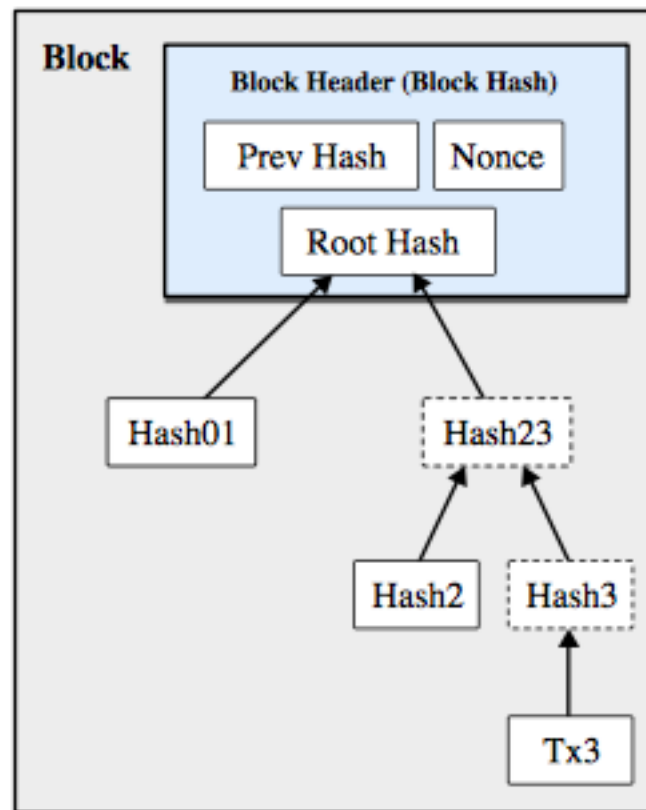 Block
Block Header (Block Hash)
Prev Hash
Nonce
Root Hash
Hash01
Hash23
Hash2
Hash3
Tx3